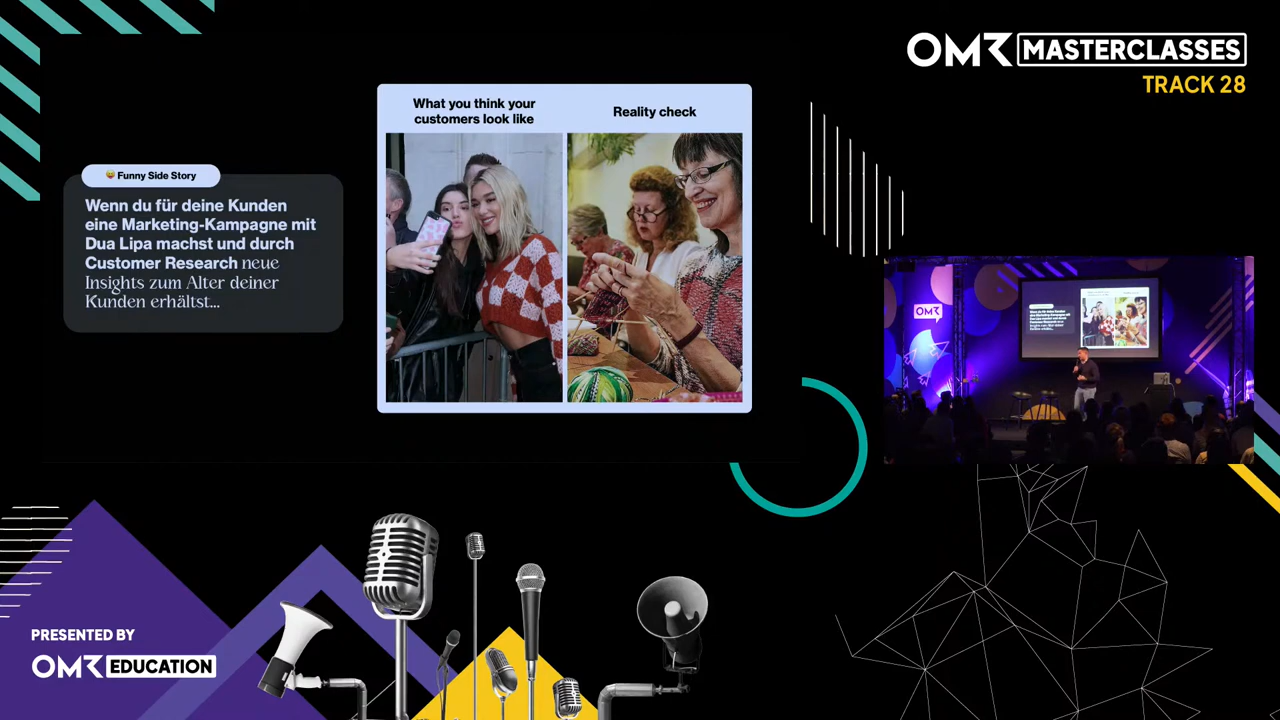 OMR MASTERCLASSES
TRACK 28
What you think your
customers look like
Reality check
😛 Funny Side Story
Wenn du für deine Kunden
eine Marketing-Kampagne mit
Dua Lipa machst und durch
Customer Research neue
Insights zum Alter deiner
Kunden erhältst...
OMR
PRESENTED BY
OMR EDUCATION